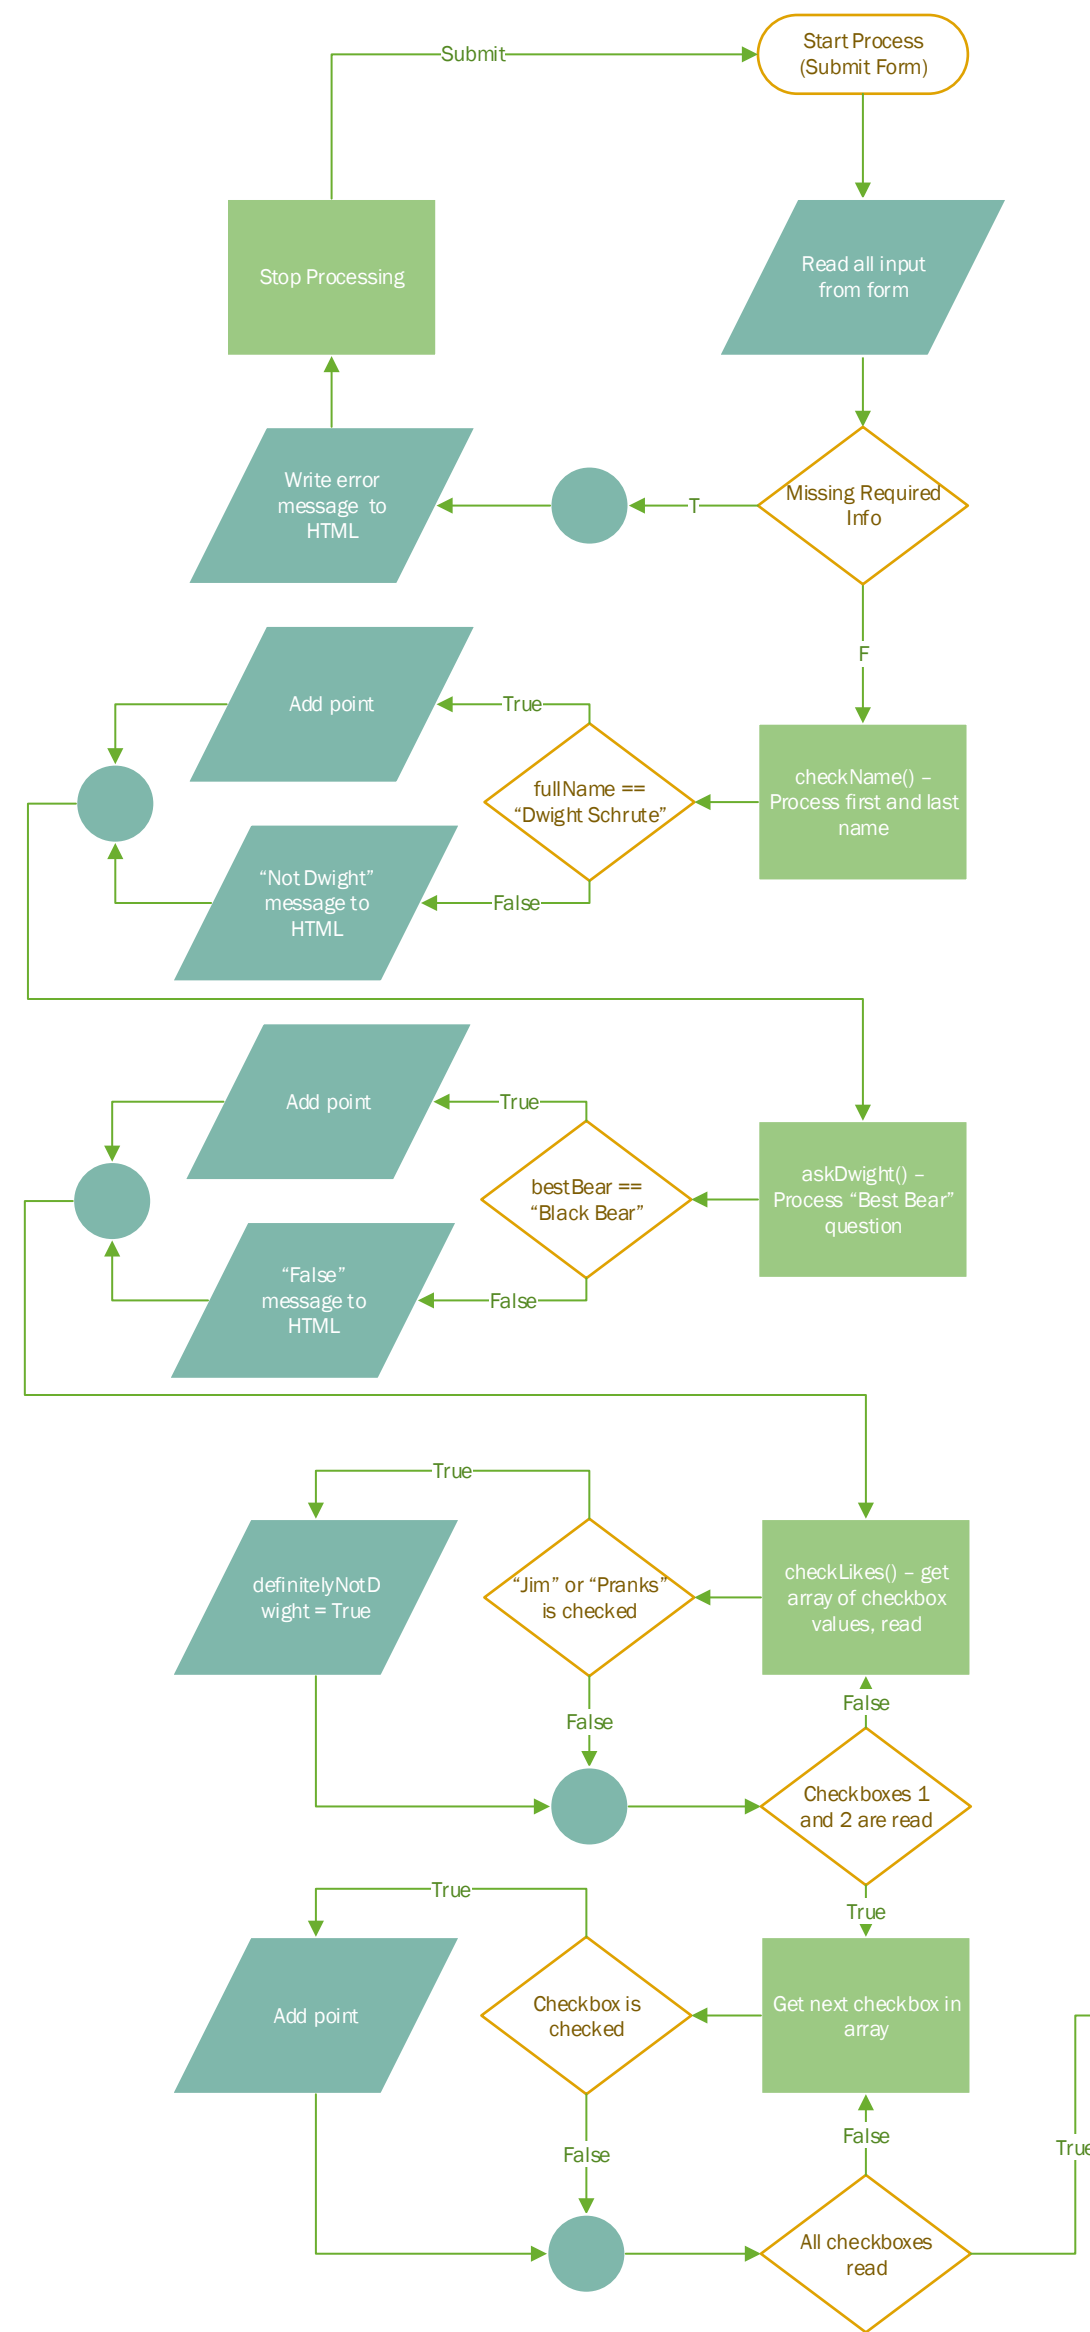 Submit
Start Process
(Submit Form)
Stop Processing
Read all input
from form
Write error
message to
HTML
T
Missing Required
Info
F
Add point
True
fullName ==
“Dwight Schrute”
checkName() –
Process first and last
name
“Not Dwight”
message to
HTML
False
Add point
True
bestBear ==
“Black Bear”
askDwight() –
Process “Best Bear”
question
“False”
message to
HTML
False
True
definitelyNotD
wight = True
“Jim” or “Pranks”
is checked
checkLikes() – get
array of checkbox
values, read
False
False
Checkboxes 1
and 2 are read
True
True
Add point
Checkbox is
checked
Get next checkbox in
array
False
False
True
All checkboxes
read